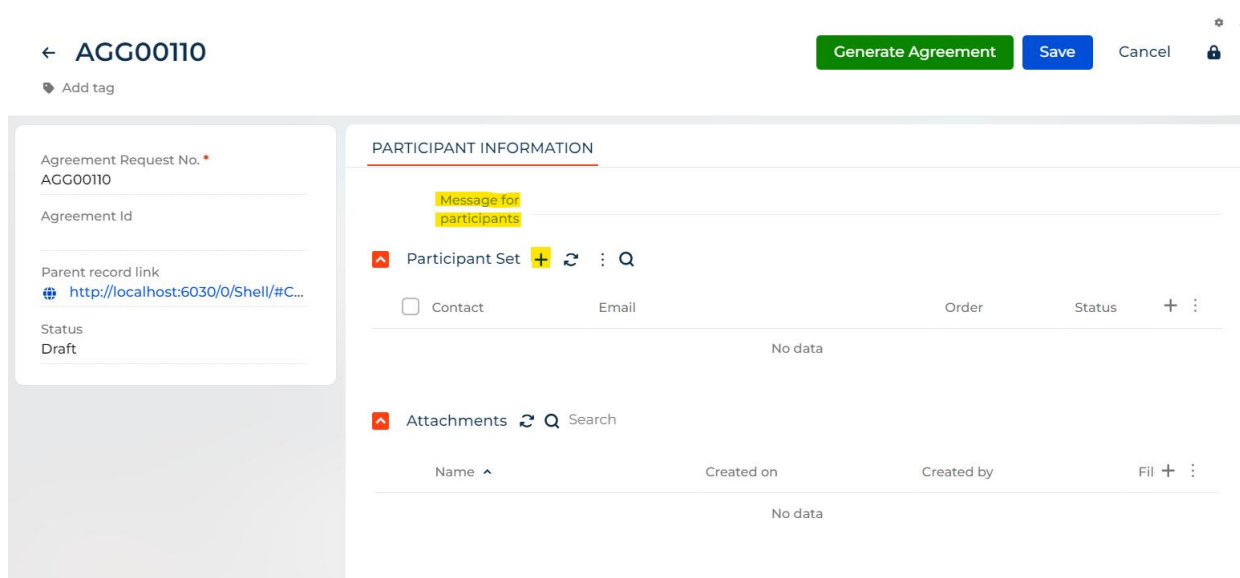 AGG00110
Generate Agreement
Save
Cancel
Add tag
Agreement Request No. *
AGG00110
Agreement Id
Parent record link
http://localhost:6030/0/Shell/#C...
Status
Draft
PARTICIPANT INFORMATION
Message for
participants
Participant Set
Contact Email Order Status
No data
Attachments Search
Name Created on Created by Fil
No data